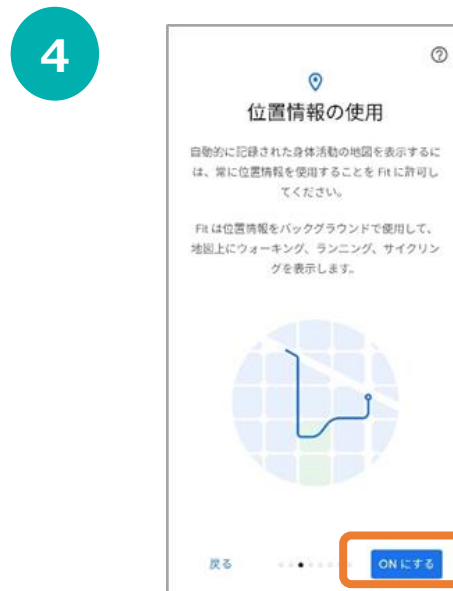 4
位置情報の使用
自動的に記録された身体活動の地図を表示するに
は、常に位置情報を使用することを Fit に許可し
てください。
Fit は位置情報をバックグラウンドで使用して、
地図上にウォーキング、ランニング、サイクリン
グを表示します。
戻る
ON にする